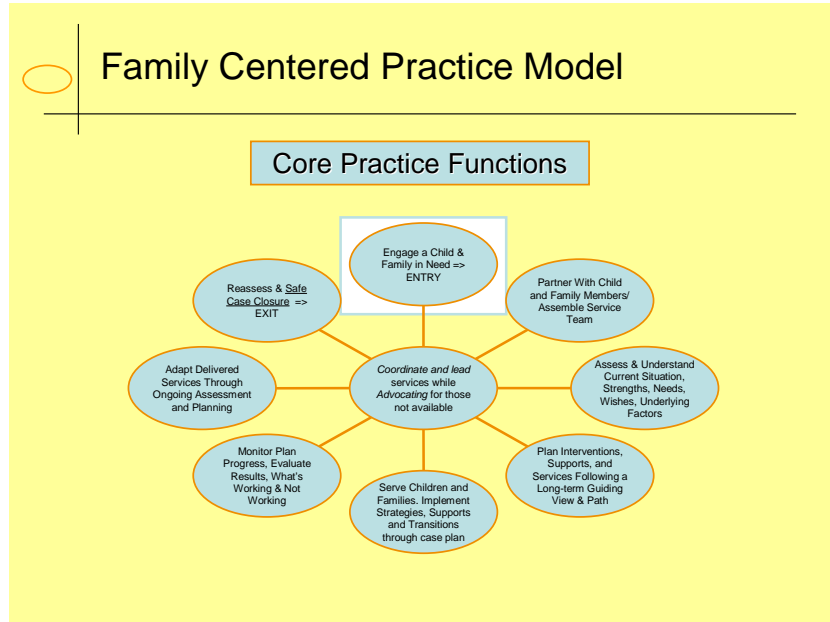 Family Centered Practice Model
Core Practice Functions
Engage a Child &
Family in Need =>
ENTRY
Partner With Child
and Family Members/
Assemble Service
Team
Assess & Understand
Current Situation,
Strengths, Needs,
Wishes, Underlying
Factors
Plan Interventions,
Supports, and
Services Following a
Long-term Guiding
View & Path
Serve Children and
Families. Implement
Strategies, Supports
and Transitions
through case plan
Monitor Plan
Progress, Evaluate
Results, What's
Working & Not
Working
Adapt Delivered
Services Through
Ongoing Assessment
and Planning
Reassess & Safe
Case Closure =>
EXIT
Coordinate and lead
services while
Advocating for those
not available